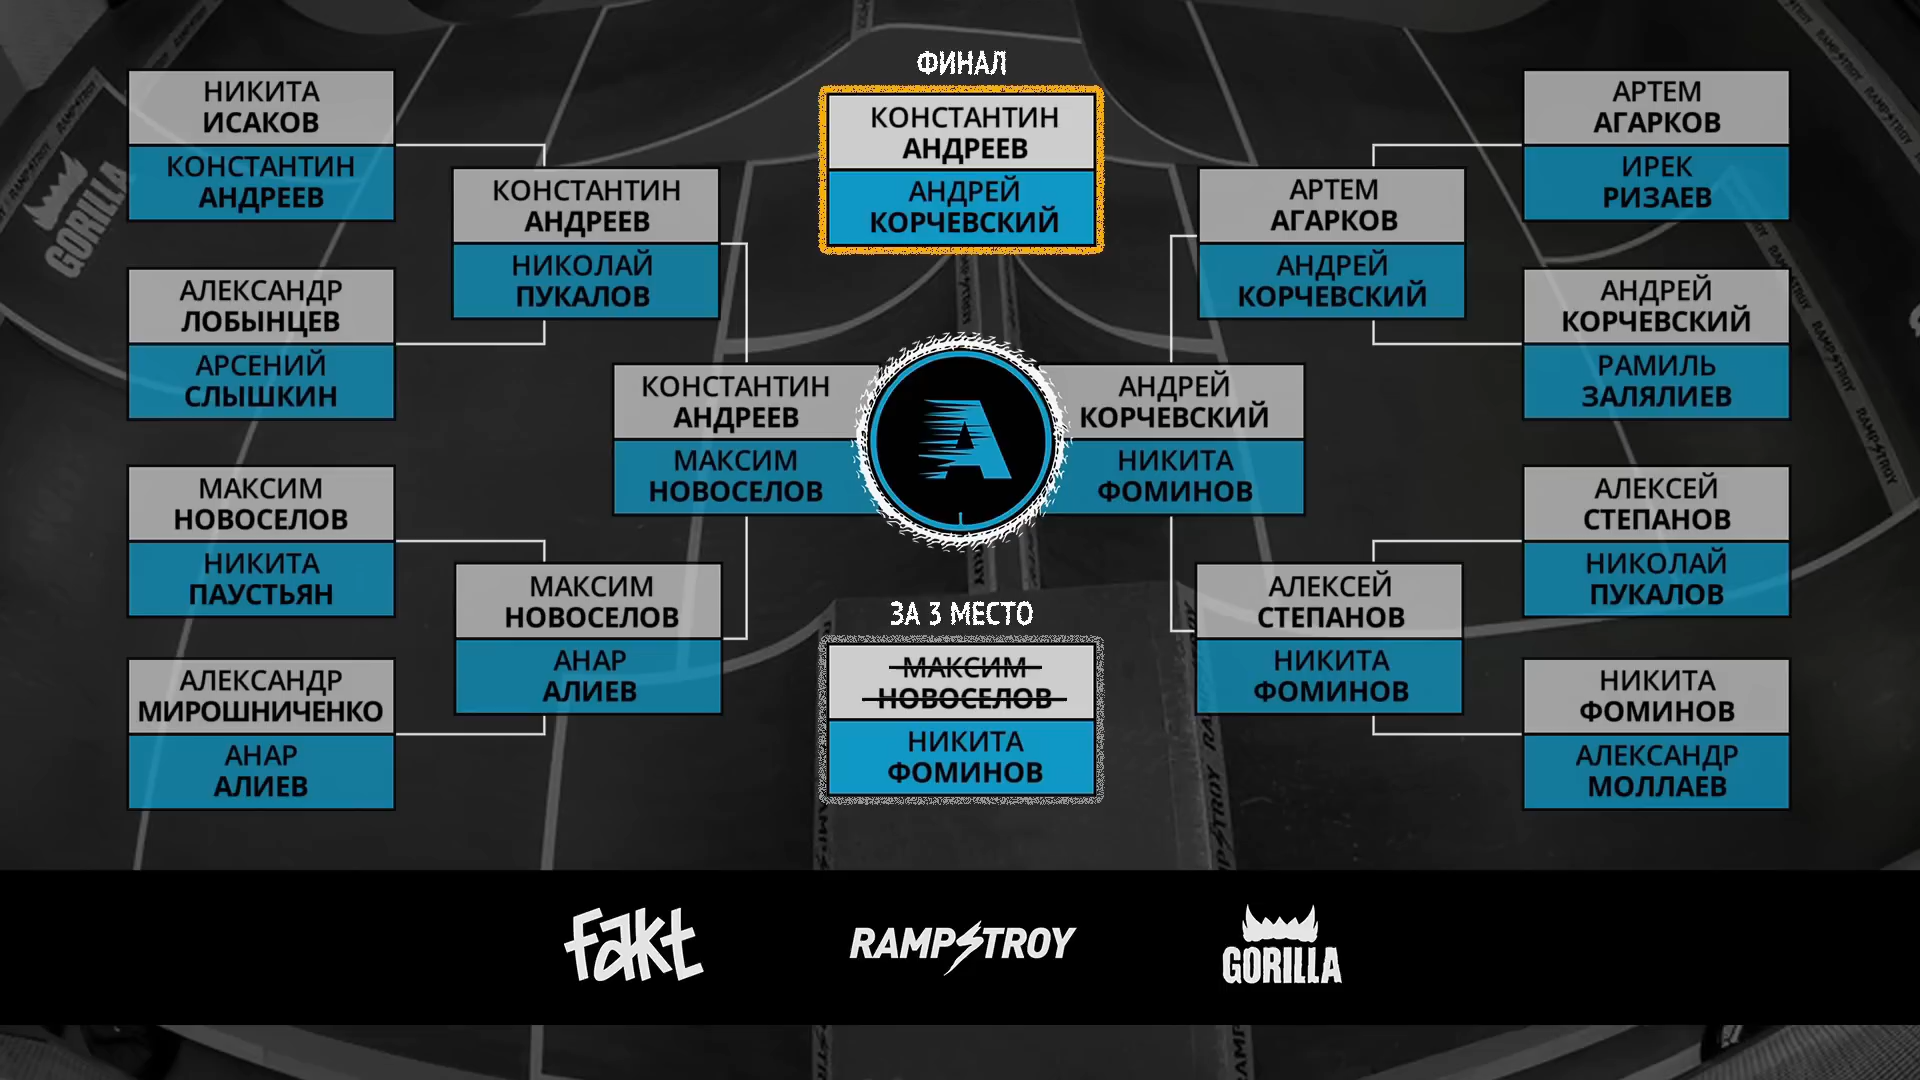 ФИНАЛ
КОНСТАНТИН
АНДРЕЕВ
АНДРЕЙ
КОРЧЕВСКИЙ
НИКИТА
ИСАКОВ
КОНСТАНТИН
АНДРЕЕВ
АЛЕКСАНДР
ЛОБЫНЦЕВ
АРСЕНИЙ
СЛЫШКИН
МАКСИМ
НОВОСЕЛОВ
НИКИТА
ПАУСТЬЯН
АЛЕКСАНДР
МИРОШНИЧЕНКО
АНАР
АЛИЕВ
КОНСТАНТИН
АНДРЕЕВ
НИКОЛАЙ
ПУКАЛОВ
МАКСИМ
НОВОСЕЛОВ
АНАР
АЛИЕВ
КОНСТАНТИН
АНДРЕЕВ
МАКСИМ
НОВОСЕЛОВ
A
АНДРЕЙ
КОРЧЕВСКИЙ
НИКИТА
ФОМИНОВ
АРТЕМ
АГАРКОВ
АНДРЕЙ
КОРЧЕВСКИЙ
АЛЕКСЕЙ
СТЕПАНОВ
НИКИТА
ФОМИНОВ
АРТЕМ
АГАРКОВ
ИРЕК
РИЗАЕВ
АНДРЕЙ
КОРЧЕВСКИЙ
РАМИЛЬ
ЗАЛЯЛИЕВ
АЛЕКСЕЙ
СТЕПАНОВ
НИКОЛАЙ
ПУКАЛОВ
НИКИТА
ФОМИНОВ
АЛЕКСАНДР
МОЛЛАЕВ
ЗА 3 МЕСТО
МАКСИМ
НОВОСЕЛОВ
НИКИТА
ФОМИНОВ
GORILLA
fakt
RAMPSTROY
GORILLA